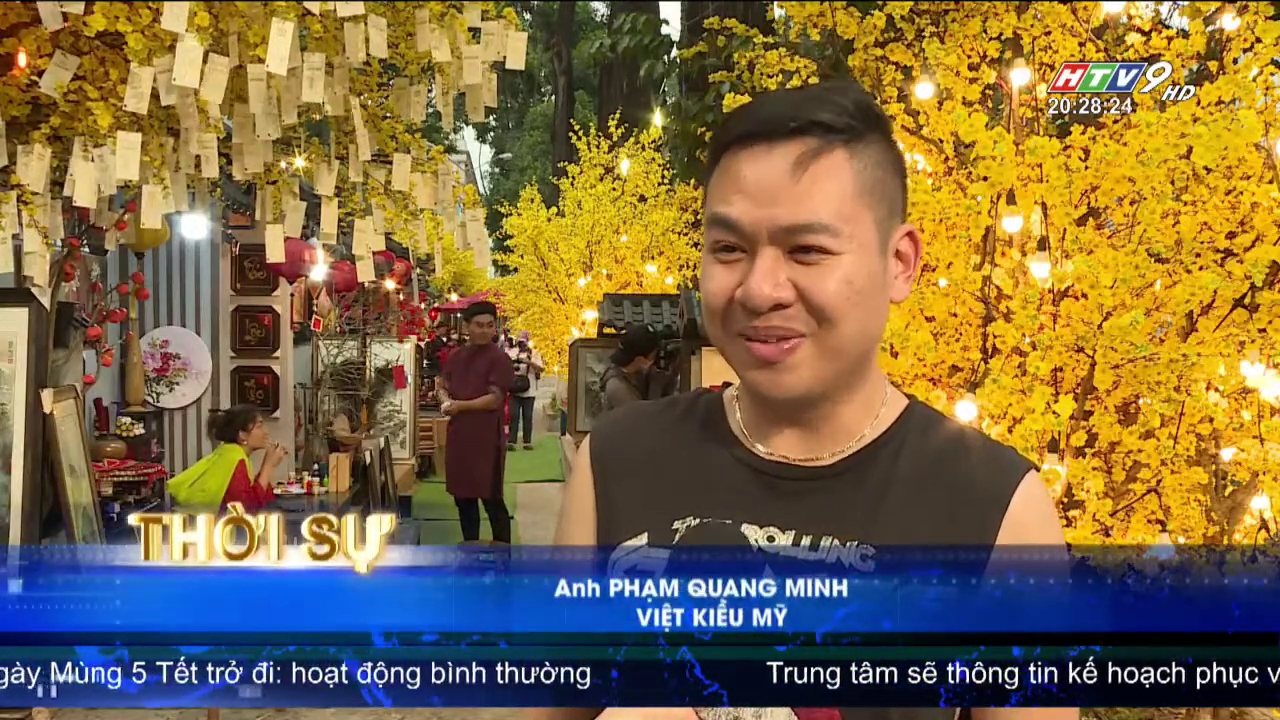 HTV9 HD
20:28:24
ROLLING
THỜI SỰ
Anh PHẠM QUANG MINH
VIỆT KIỀU MỸ
gày Mùng 5 Tết trở đi: hoạt động bình thường
Trung tâm sẽ thông tin kế hoạch phục v